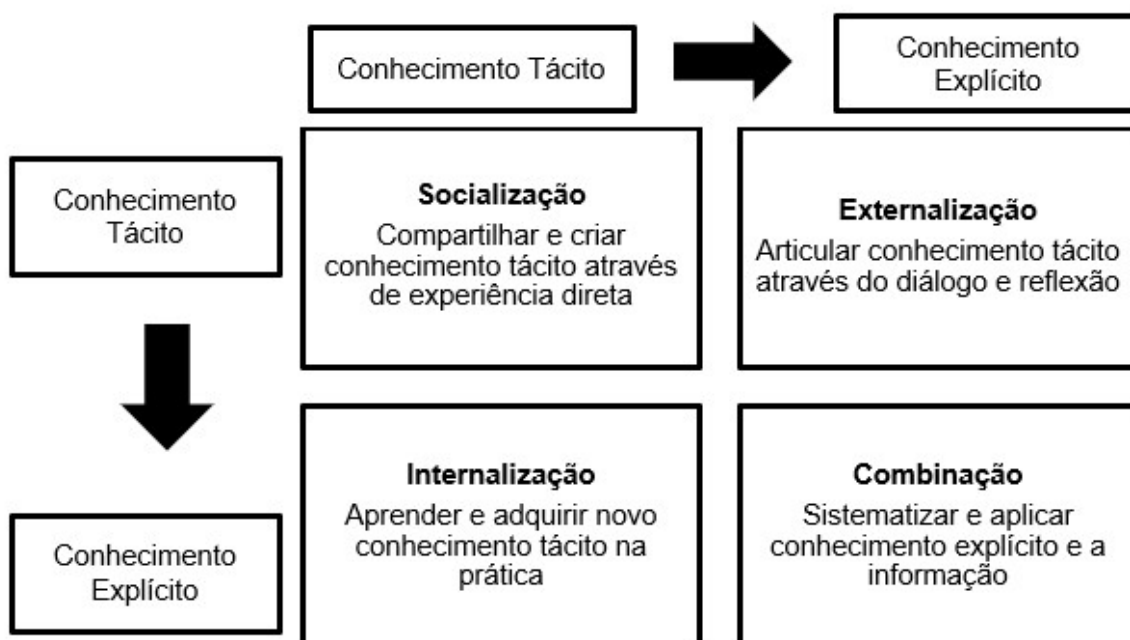 Conhecimento Tácito
Conhecimento
Explícito
Conhecimento
Tácito
Socialização
Compartilhar e criar
conhecimento tácito através
de experiência direta
Externalização
Articular conhecimento tácito
através do diálogo e reflexão
Conhecimento
Explícito
Internalização
Aprender e adquirir novo
conhecimento tácito na
prática
Combinação
Sistematizar e aplicar
conhecimento explícito e a
informação